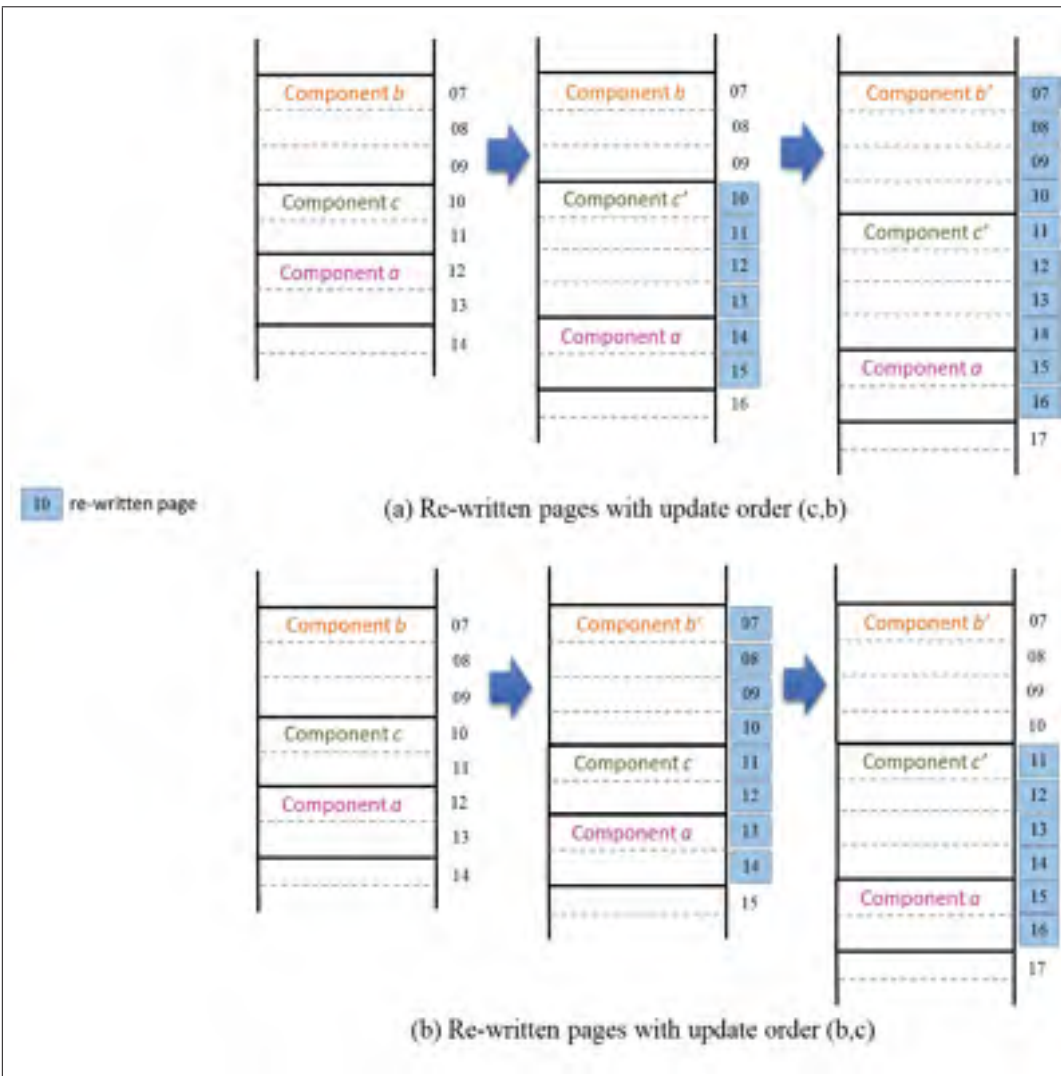 Component b
07
08
09
Component c
10
11
Component a
12
13
14
Component b
07
08
09
Component c'
10
11
12
13
Component a
14
15
16
Component b'
07
08
09
10
Component c'
11
12
13
14
Component a
15
16
17
10 re-written page
(a) Re-written pages with update order (c,b)
Component b
07
08
09
Component c
10
11
Component a
12
13
14
Component b'
07
08
09
10
Component c
11
12
Component a
13
14
15
Component b'
07
08
09
10
Component c'
11
12
13
14
Component a
15
16
17
(b) Re-written pages with update order (b,c)